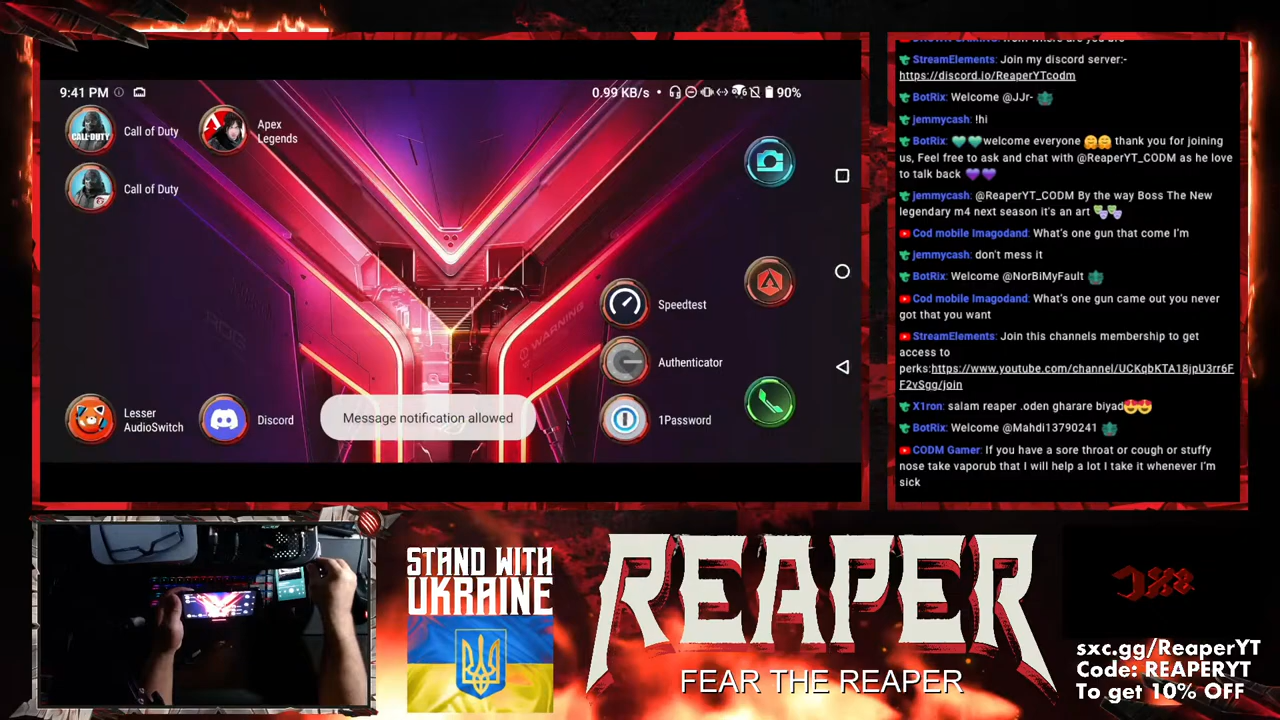 9:41 PM
0.99 KB/s
90%
Call of Duty
Apex
Legends
Call of Duty
CALL·DUTY
Speedtest
Authenticator
1Password
WARNING
Lesser
AudioSwitch
Discord
Message notification allowed
StreamElements: Join my discord server:-
https://discord.io/ReaperYTcodm
BotRix: Welcome @JJr-
jemmycash: !hi
BotRix: 💚💚welcome everyone 🤗🤗 thank you for joining
us, Feel free to ask and chat with @ReaperYT_CODM as he love
to talk back 💜💜
jemmycash: @ReaperYT_CODM By the way Boss The New
legendary m4 next season it's an art 🎭🎭
Cod mobile Imagodand: What's one gun that come I'm
jemmycash: don't mess it
BotRix: Welcome @NorBiMyFault
Cod mobile Imagodand: What's one gun came out you never
got that you want
StreamElements: Join this channels membership to get
access to
perks:https://www.youtube.com/channel/UCKqbKTA18jpU3rr6F
F2vSgg/join
X1ron: salam reaper .oden gharare biyad😍😍
BotRix: Welcome @Mahdi13790241
CODM Gamer: If you have a sore throat or cough or stuffy
nose take vaporub that I will help a lot I take it whenever I'm
sick
STAND WITH
UKRAINE
REAPER
FEAR THE REAPER
sxc.gg/ReaperYT
Code: REAPERYT
To get 10% OFF